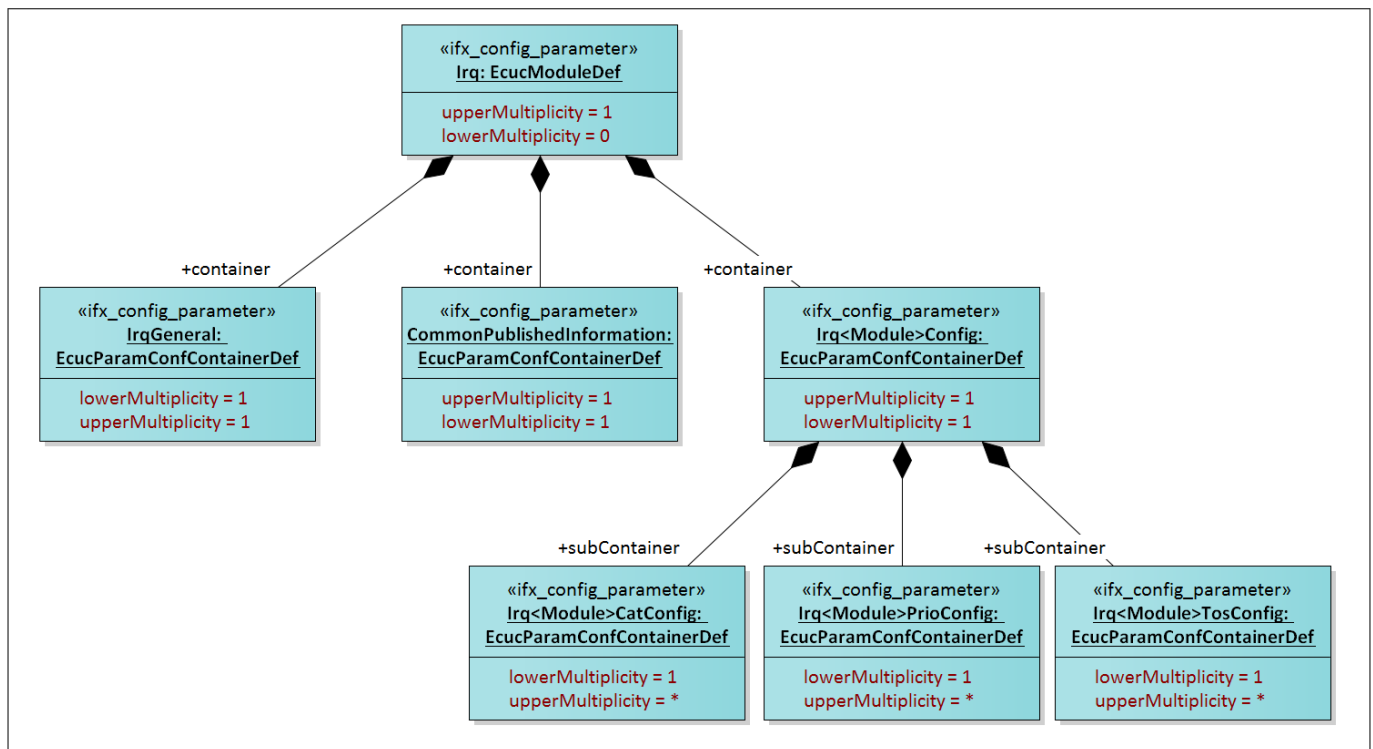 «ifx_config_parameter»
Irq: EcucModuleDef
upperMultiplicity = 1
lowerMultiplicity = 0
+container
+container
+container
«ifx_config_parameter»
IrqGeneral:
EcucParamConfContainerDef
lowerMultiplicity = 1
upperMultiplicity = 1
«ifx_config_parameter»
CommonPublishedInformation:
EcucParamConfContainerDef
upperMultiplicity = 1
lowerMultiplicity = 1
«ifx_config_parameter»
Irq<Module>Config:
EcucParamConfContainerDef
upperMultiplicity = 1
lowerMultiplicity = 1
+subContainer
+subContainer
+subContainer
«ifx_config_parameter»
Irq<Module>CatConfig:
EcucParamConfContainerDef
lowerMultiplicity = 1
upperMultiplicity = *
«ifx_config_parameter»
Irq<Module>PrioConfig:
EcucParamConfContainerDef
lowerMultiplicity = 1
upperMultiplicity = *
«ifx_config_parameter»
Irq<Module>TosConfig:
EcucParamConfContainerDef
lowerMultiplicity = 1
upperMultiplicity = *